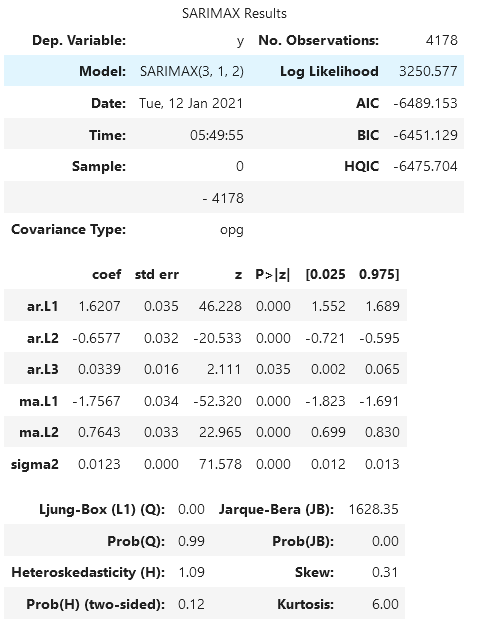 SARIMAX Results
Dep. Variable: y No. Observations: 4178
Model: SARIMAX(3, 1, 2) Log Likelihood 3250.577
Date: Tue, 12 Jan 2021 AIC -6489.153
Time: 05:49:55 BIC -6451.129
Sample: 0 HQIC -6475.704
- 4178
Covariance Type: opg
coef std err z P>|z| [0.025 0.975]
ar.L1 1.6207 0.035 46.228 0.000 1.552 1.689
ar.L2 -0.6577 0.032 -20.533 0.000 -0.721 -0.595
ar.L3 0.0339 0.016 2.111 0.035 0.002 0.065
ma.L1 -1.7567 0.034 -52.320 0.000 -1.823 -1.691
ma.L2 0.7643 0.033 22.965 0.000 0.699 0.830
sigma2 0.0123 0.000 71.578 0.000 0.012 0.013
Ljung-Box (L1) (Q): 0.00 Jarque-Bera (JB): 1628.35
Prob(Q): 0.99 Prob(JB): 0.00
Heteroskedasticity (H): 1.09 Skew: 0.31
Prob(H) (two-sided): 0.12 Kurtosis: 6.00